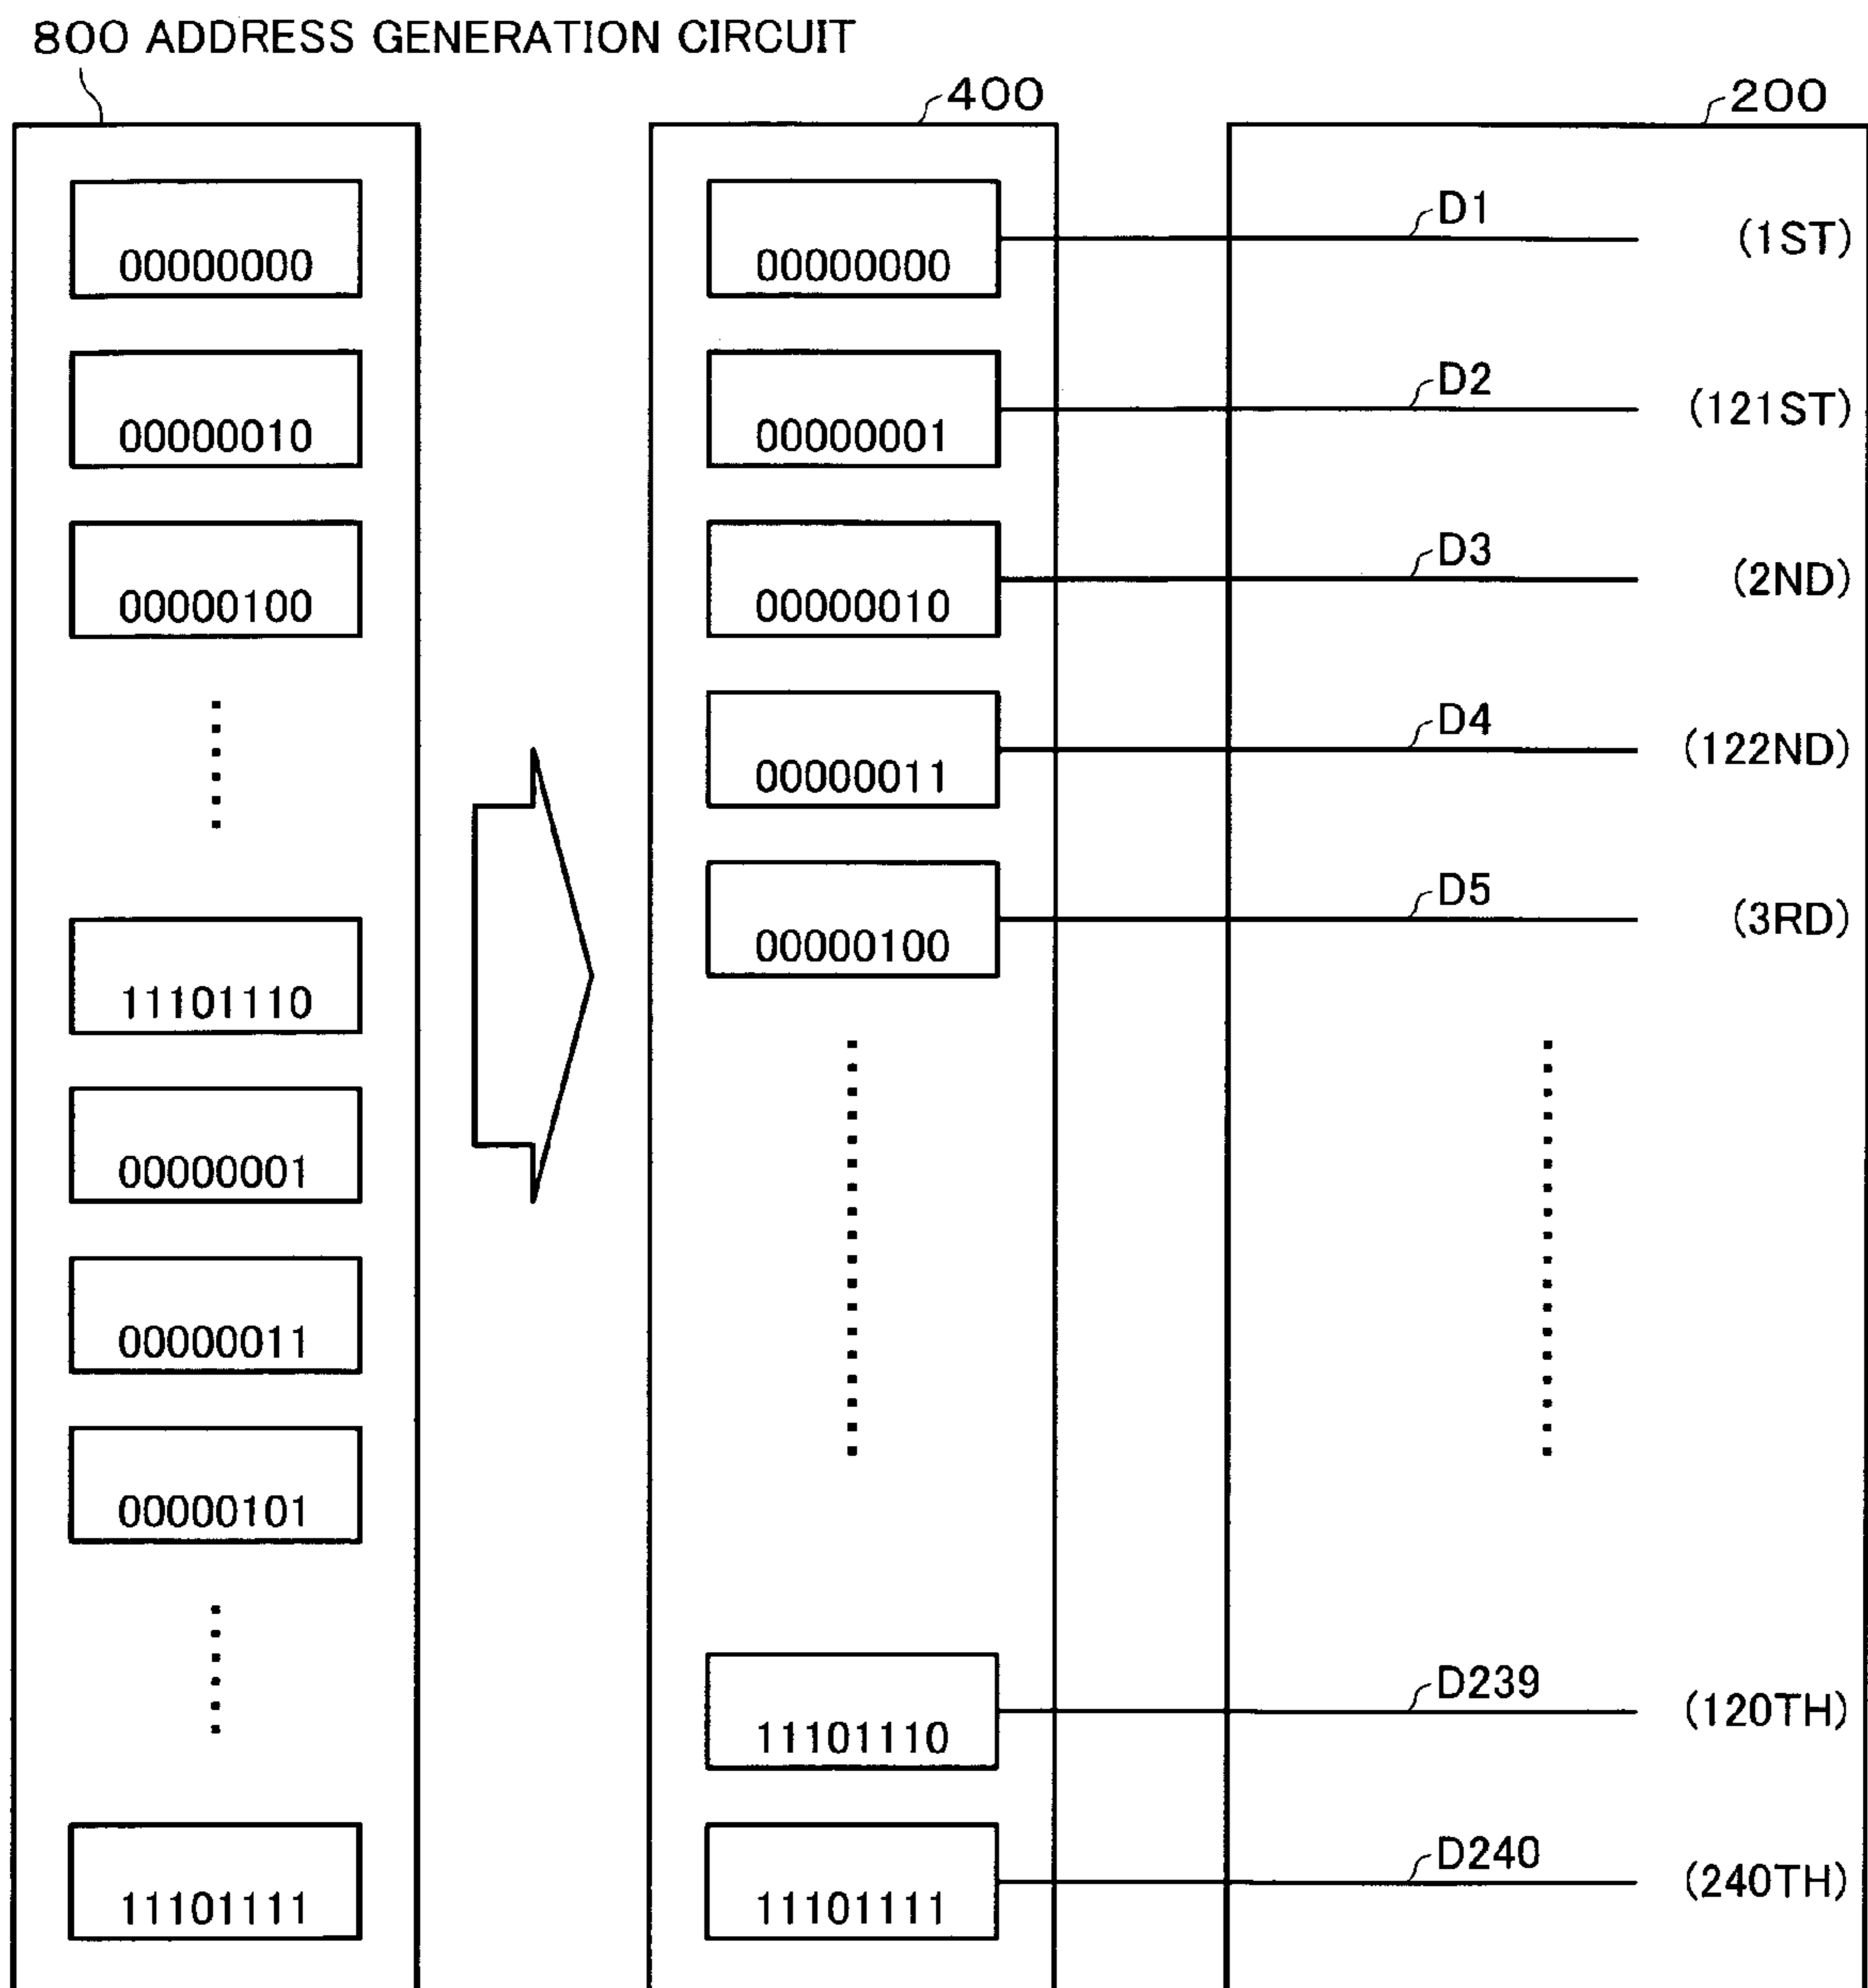 800 ADDRESS GENERATION CIRCUIT
400
200
00000000
00000010
00000100
11101110
00000001
00000011
00000101
11101111
00000000
00000001
00000010
00000011
00000100
11101110
11101111
D1 (1ST)
D2 (121ST)
D3 (2ND)
D4 (122ND)
D5 (3RD)
D239 (120TH)
D240 (240TH)